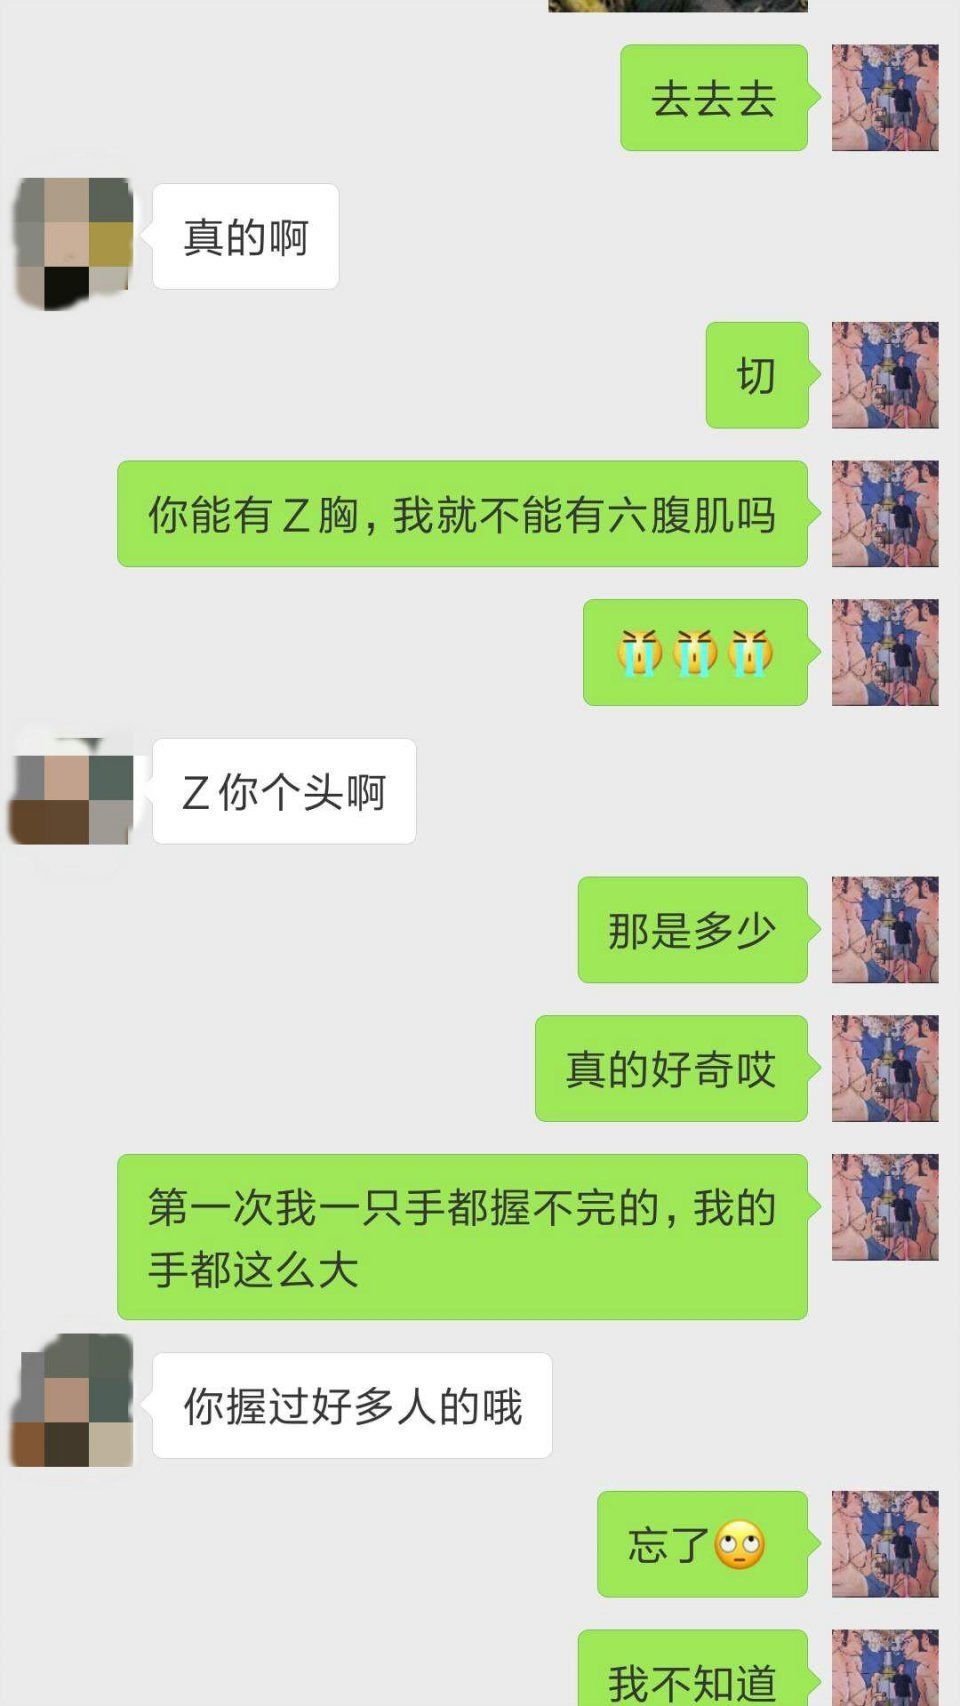 去去去
真的啊
切
你能有Z胸，我就不能有六腹肌吗
😭😭😭
Z你个头啊
那是多少
真的好奇哎
第一次我一只手都握不完的，我的
手都这么大
你握过好多人的哦
忘了🙄
我不知道